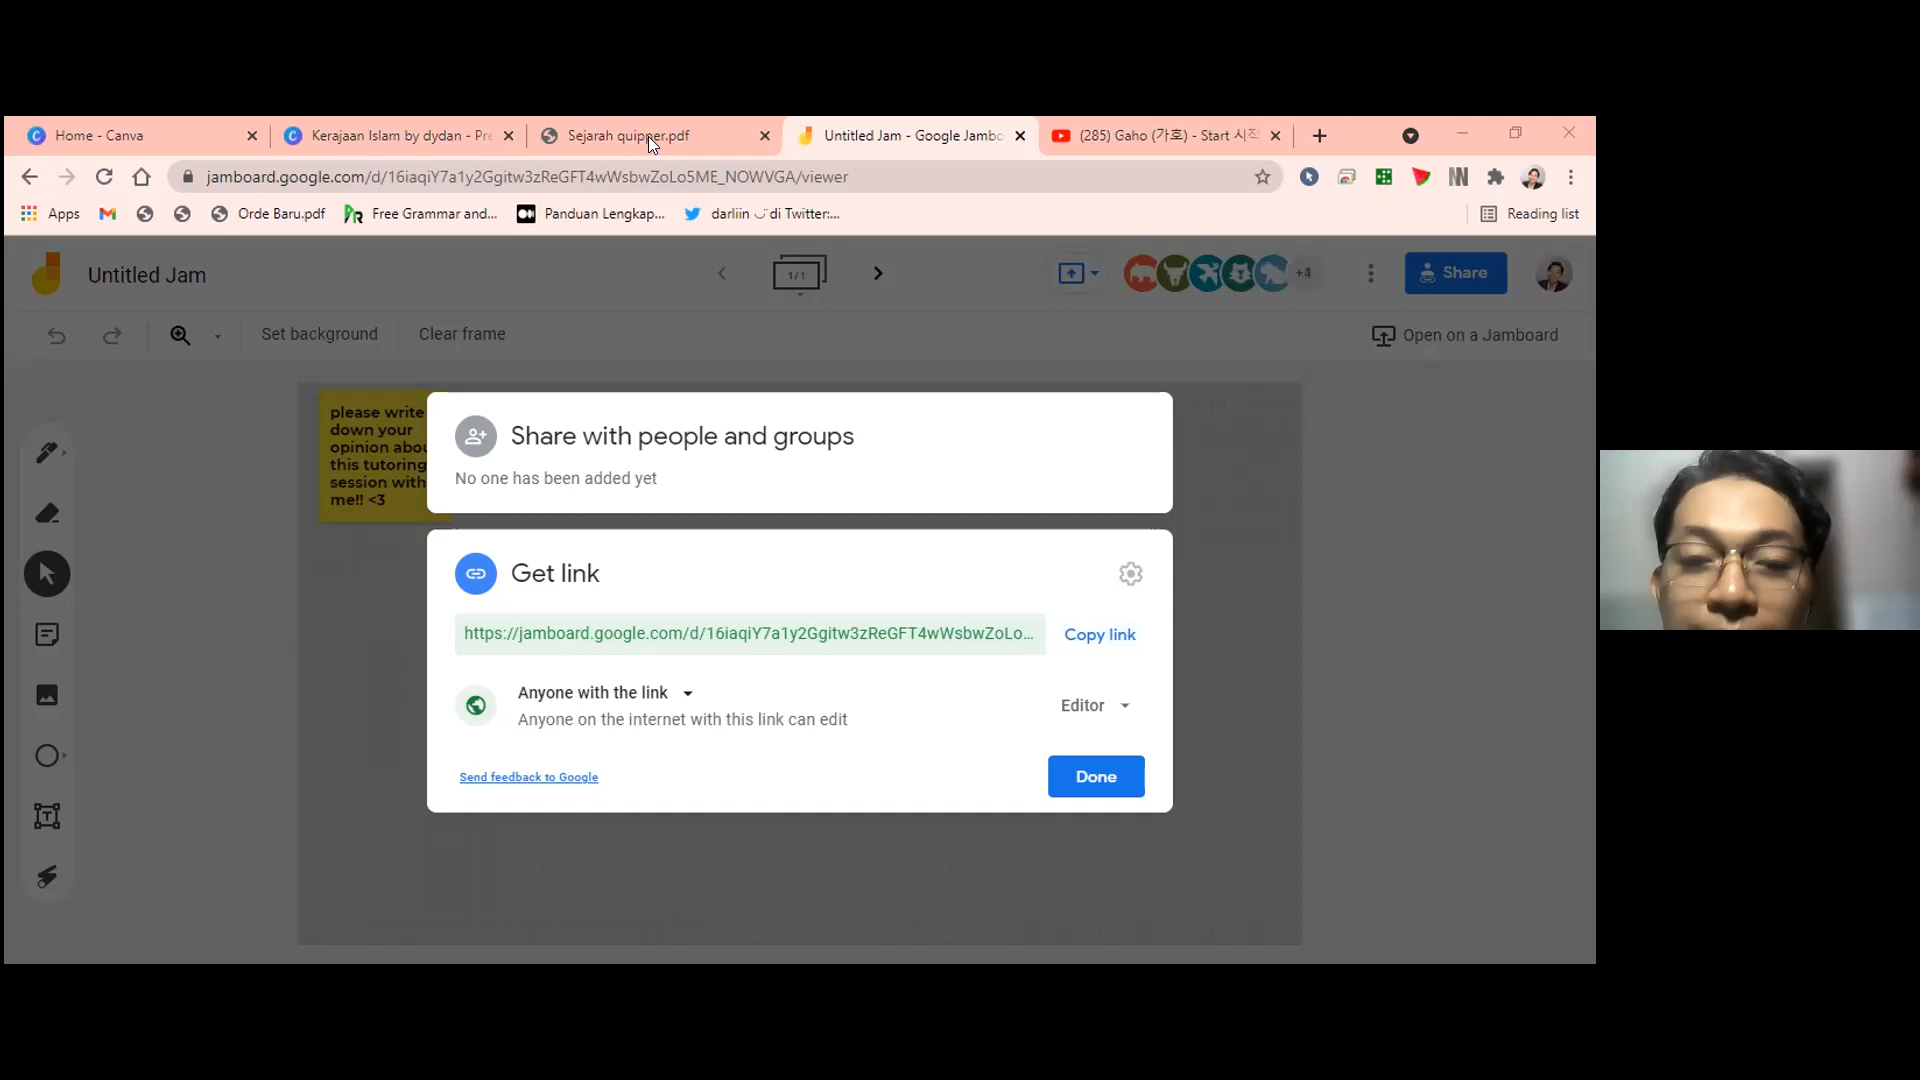 Home - Canva
Kerajaan Islam by dydan - Pre
Sejarah quipper.pdf
Untitled Jam - Google Jambo
(285) Gaho (가호) - Start 시작
jamboard.google.com/d/16iaqiY7a1y2Ggitw3zReGFT4wWsbwZoLo5ME_NOWVGA/viewer
Apps
Orde Baru.pdf
Free Grammar and...
Panduan Lengkap...
darliin ت di Twitter:...
Reading list
Untitled Jam
1/1
+4
Share
Set background
Clear frame
Open on a Jamboard
please write
down your
opinion abou
this tutoring
session with
me!! <3
Share with people and groups
No one has been added yet
Get link
https://jamboard.google.com/d/16iaqiY7a1y2Ggitw3zReGFT4wWsbwZoLo...
Copy link
Anyone with the link
Anyone on the internet with this link can edit
Editor
Send feedback to Google
Done